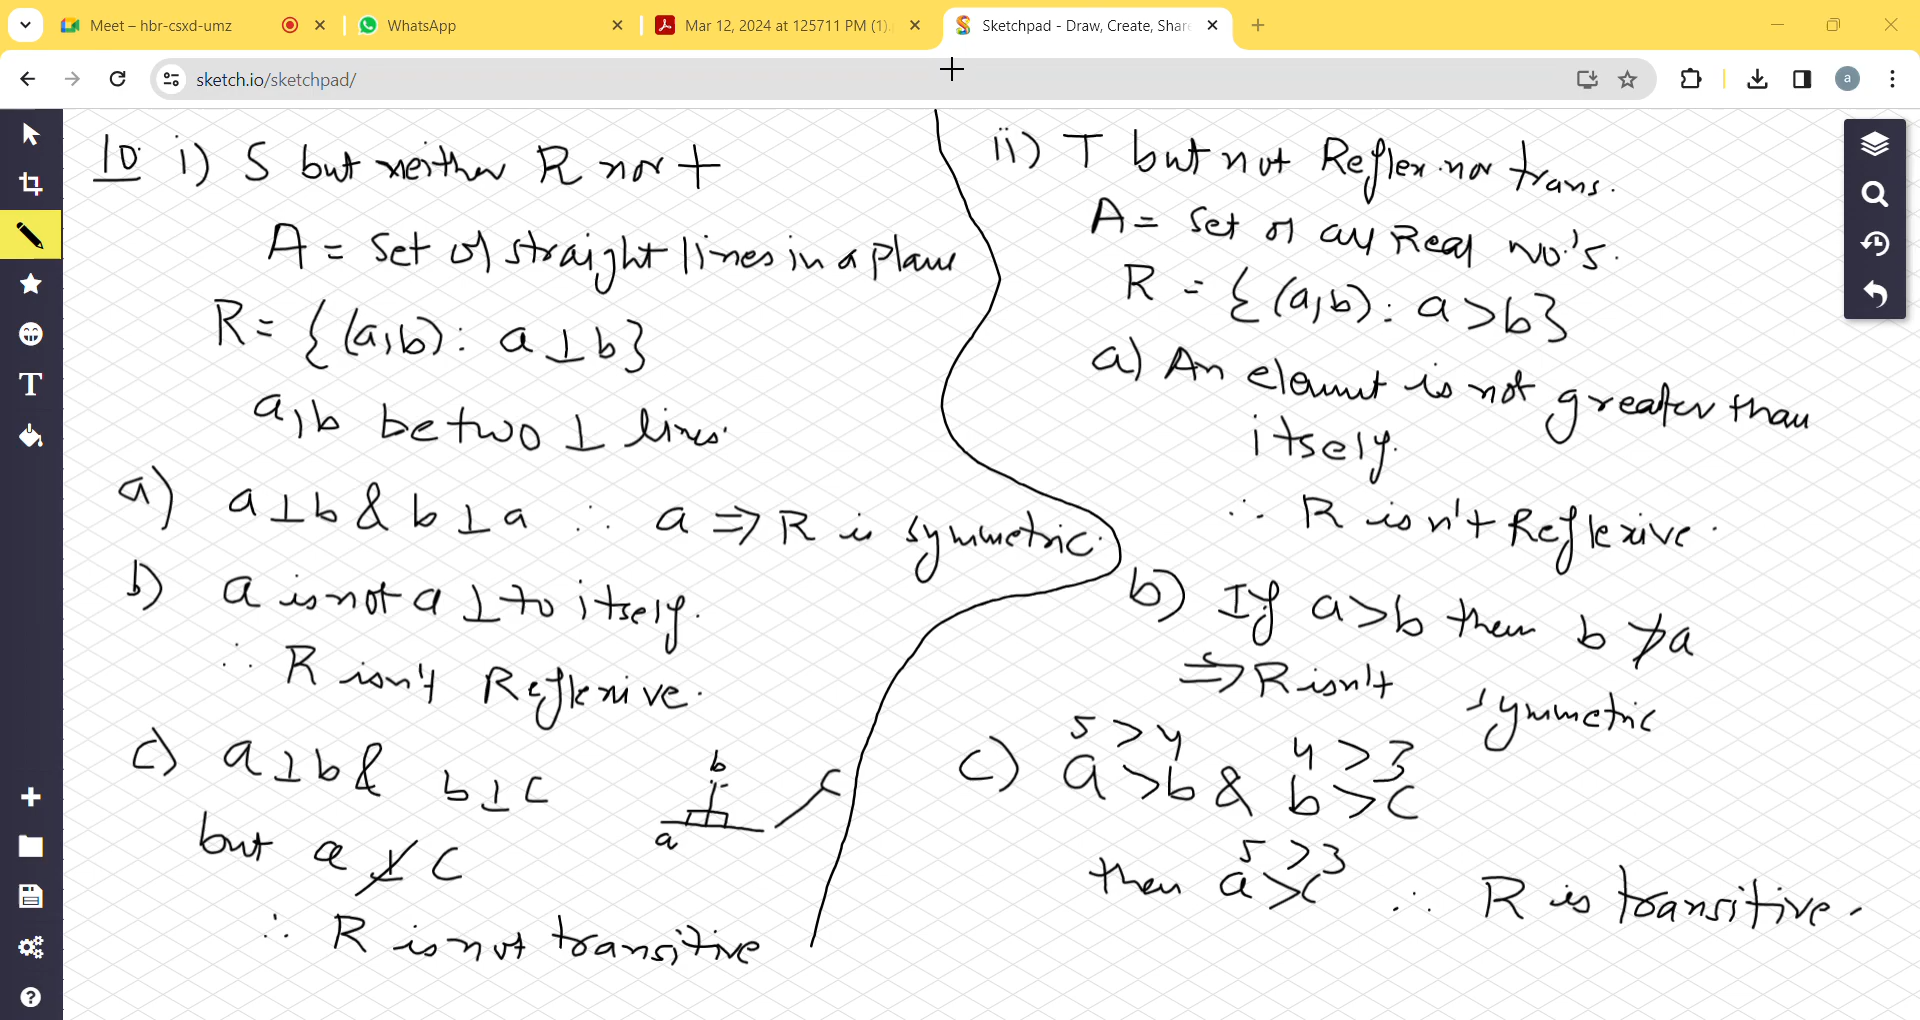 Meet – hbr-csxd-umz
WhatsApp
Mar 12, 2024 at 125711 PM (1).
Sketchpad - Draw, Create, Share
sketch.io/sketchpad/
a
10 i) S but neither R nor t
A = set of straight lines in a plane
R = { (a,b) : a ⊥ b }
a,b be two ⊥ lines.
a) a ⊥ b & b ⊥ a ∴ a ⇒ R is symmetric.
b) a is not a ⊥ to itself.
∴ R isn't Reflexive.
c) a ⊥ b & b ⊥ c
b
c
a
but a ⊥̸ c
∴ R is not transitive
ii) T but not Reflex. nor trans.
A = set of all Real No.'s.
R = { (a,b) : a > b }
a) An element is not greater than
itself.
∴ R isn't Reflexive.
b) If a > b then b ≯ a
⇒ R isn't symmetric
5 > 4 4 > 3
c) a > b & b > c
5 > 3
then a > c ∴ R is transitive.
T